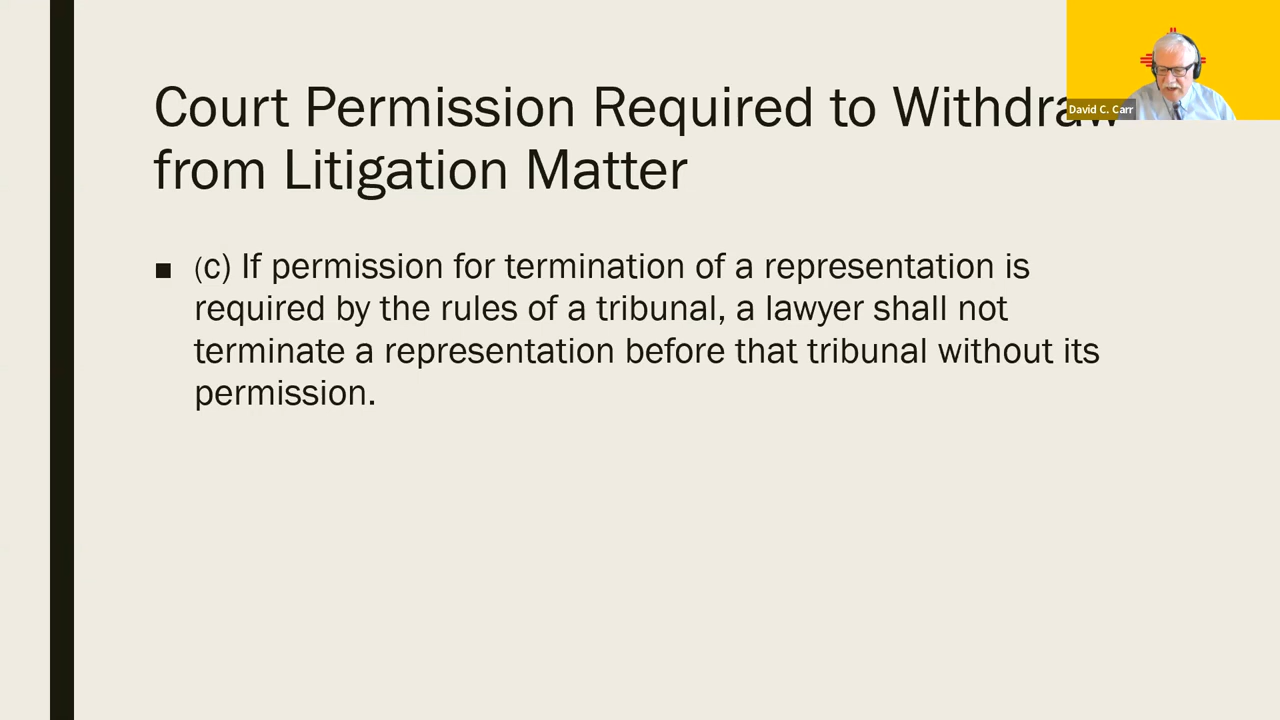 Court Permission Required to Withdraw
from Litigation Matter
David C. Carr
■ (c) If permission for termination of a representation is
required by the rules of a tribunal, a lawyer shall not
terminate a representation before that tribunal without its
permission.